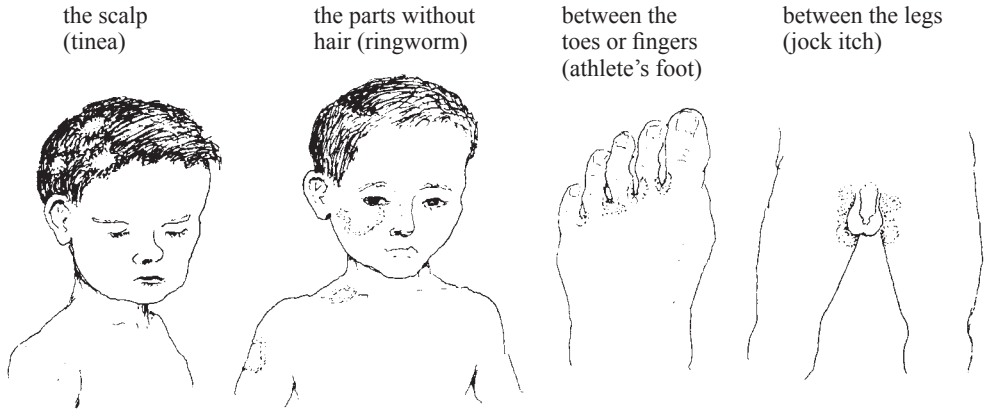 the scalp
(tinea)
the parts without
hair (ringworm)
between the
toes or fingers
(athlete’s foot)
between the legs
(jock itch)